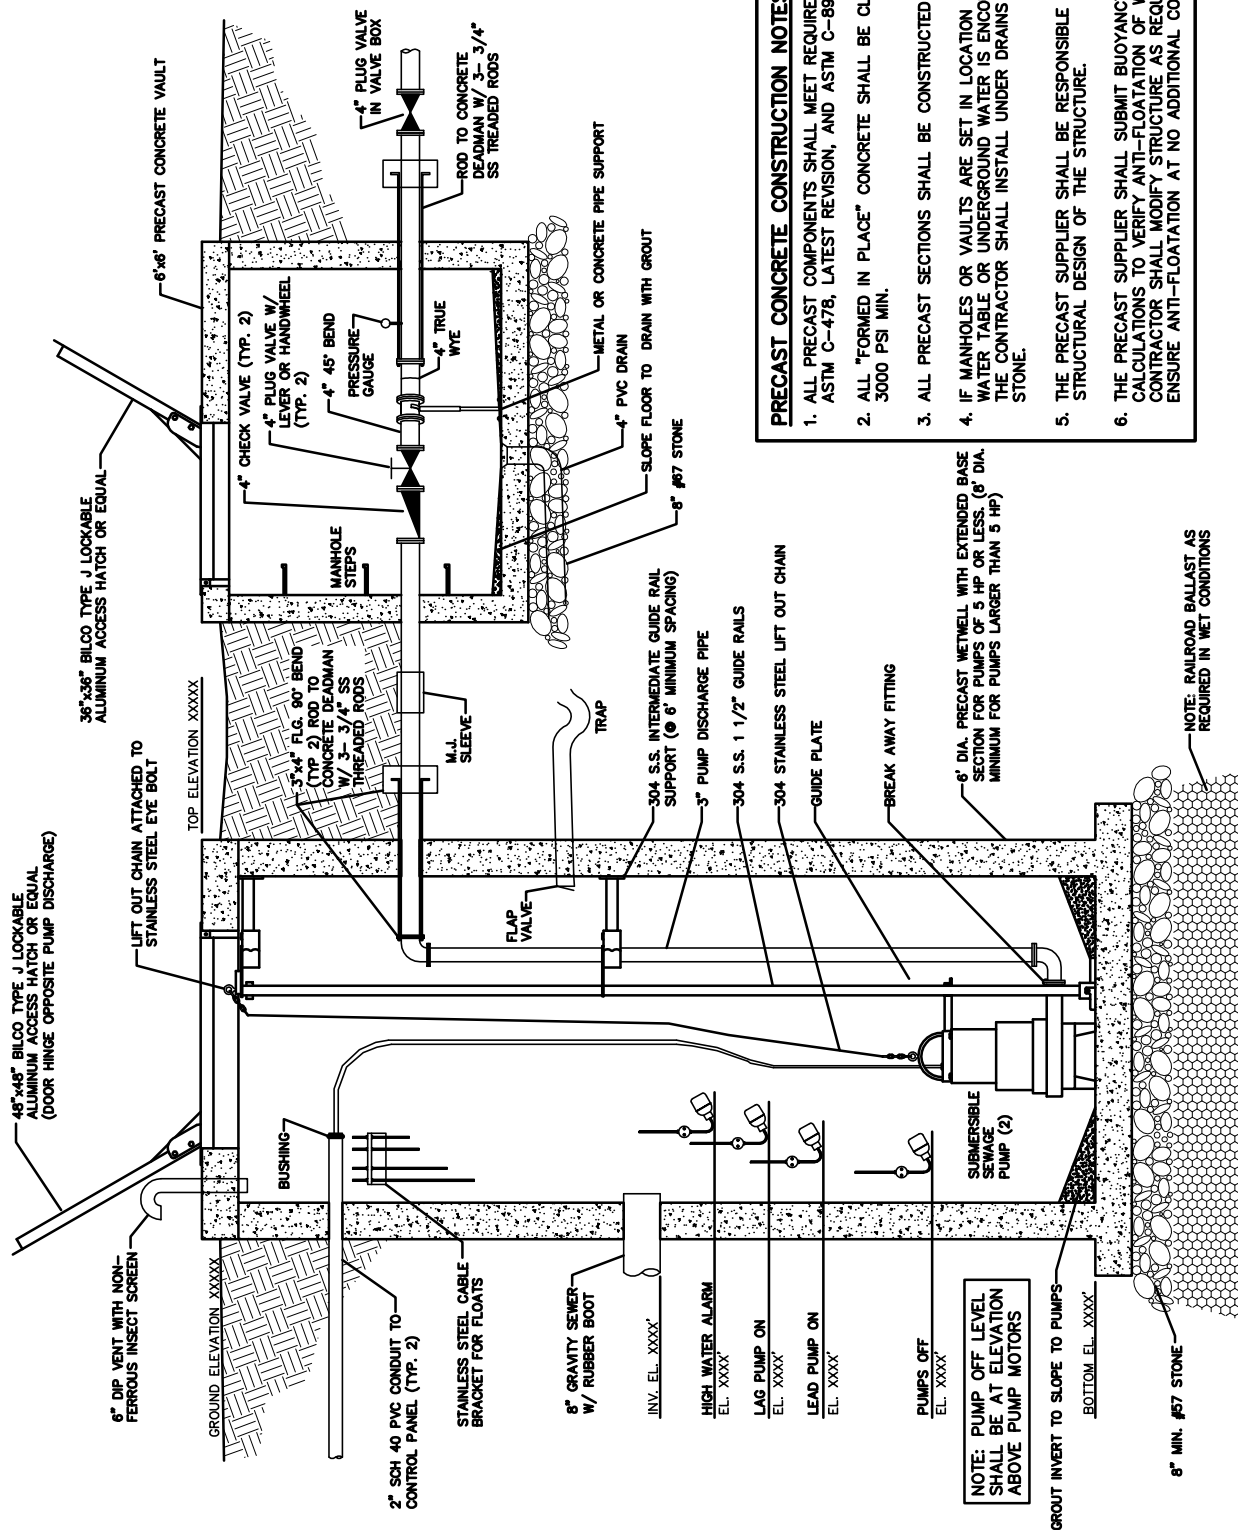 48"x48" BILCO TYPE J LOCKABLE
ALUMINUM ACCESS HATCH OR EQUAL
(DOOR HINGE OPPOSITE PUMP DISCHARGE)
6" DIP VENT WITH NON-
FERROUS INSECT SCREEN
LIFT OUT CHAIN ATTACHED TO
STAINLESS STEEL EYE BOLT
36"x36" BILCO TYPE J LOCKABLE
ALUMINUM ACCESS HATCH OR EQUAL
6'x6' PRECAST CONCRETE VAULT
GROUND ELEVATION XXXXX
TOP ELEVATION XXXXX
4" CHECK VALVE (TYP. 2)
4" PLUG VALVE W/
LEVER OR HANDWHEEL
(TYP. 2)
4" 45° BEND
PRESSURE
GAUGE
4" TRUE
WYE
MANHOLE
STEPS
4" PLUG VALVE
IN VALVE BOX
ROD TO CONCRETE
DEADMAN W/ 3- 3/4"
SS TREADED RODS
BUSHING
3"x4" FLG. 90° BEND
(TYP 2) ROD TO
CONCRETE DEADMAN
W/ 3- 3/4" SS
THREADED RODS
M.J.
SLEEVE
METAL OR CONCRETE PIPE SUPPORT
SLOPE FLOOR TO DRAIN WITH GROUT
4" PVC DRAIN
8" #67 STONE
2" SCH 40 PVC CONDUIT TO
CONTROL PANEL (TYP. 2)
STAINLESS STEEL CABLE
BRACKET FOR FLOATS
FLAP
VALVE
TRAP
8" GRAVITY SEWER
W/ RUBBER BOOT
INV. EL. XXXX'
304 S.S. INTERMEDIATE GUIDE RAIL
SUPPORT (@ 6' MINIMUM SPACING)
3" PUMP DISCHARGE PIPE
304 S.S. 1 1/2" GUIDE RAILS
304 STAINLESS STEEL LIFT OUT CHAIN
GUIDE PLATE
BREAK AWAY FITTING
HIGH WATER ALARM
EL. XXXX'
LAG PUMP ON
EL. XXXX'
LEAD PUMP ON
EL. XXXX'
PUMPS OFF
EL. XXXX'
SUBMERSIBLE
SEWAGE
PUMP (2)
6' DIA. PRECAST WETWELL WITH EXTENDED BASE
SECTION FOR PUMPS OF 5 HP OR LESS. (8' DIA.
MINIMUM FOR PUMPS LARGER THAN 5 HP)
NOTE: PUMP OFF LEVEL
SHALL BE AT ELEVATION
ABOVE PUMP MOTORS
GROUT INVERT TO SLOPE TO PUMPS
BOTTOM EL. XXXX'
8" MIN. #57 STONE
NOTE: RAILROAD BALLAST AS
REQUIRED IN WET CONDITIONS
PRECAST CONCRETE CONSTRUCTION NOTES
1. ALL PRECAST COMPONENTS SHALL MEET REQUIRE
ASTM C-478, LATEST REVISION, AND ASTM C-89
2. ALL "FORMED IN PLACE" CONCRETE SHALL BE CL
3000 PSI MIN.
3. ALL PRECAST SECTIONS SHALL BE CONSTRUCTED
4. IF MANHOLES OR VAULTS ARE SET IN LOCATION
WATER TABLE OR UNDERGROUND WATER IS ENCO
THE CONTRACTOR SHALL INSTALL UNDER DRAINS
STONE.
5. THE PRECAST SUPPLIER SHALL BE RESPONSIBLE
STRUCTURAL DESIGN OF THE STRUCTURE.
6. THE PRECAST SUPPLIER SHALL SUBMIT BUOYANC
CALCULATIONS TO VERIFY ANTI-FLOATATION OF
CONTRACTOR SHALL MODIFY STRUCTURE AS REQU
ENSURE ANTI-FLOATATION AT NO ADDITIONAL CO